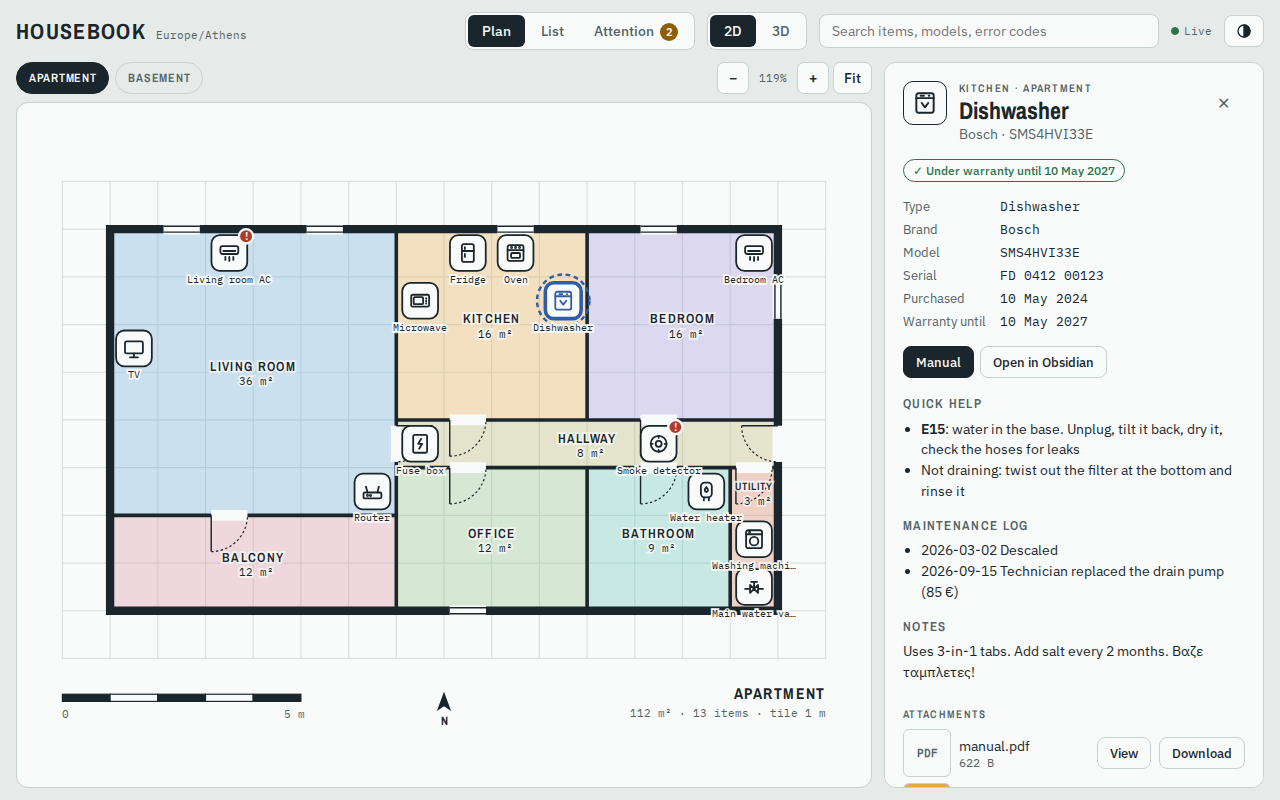 HOUSEBOOK Europe/Athens
Plan List Attention 2
2D 3D
Search items, models, error codes
Live
APARTMENT BASEMENT
− 119% + Fit
Living room AC
Fridge
Oven
Bedroom AC
Microwave
KITCHEN
16 m²
Dishwasher
BEDROOM
16 m²
TV
LIVING ROOM
36 m²
HALLWAY
8 m²
Fuse box
Smoke detector
UTILITY
3 m²
Router
Water heater
OFFICE
12 m²
BATHROOM
9 m²
BALCONY
12 m²
Washing machi…
Main water va…
0 5 m
N
APARTMENT
112 m² · 13 items · tile 1 m
KITCHEN · APARTMENT
Dishwasher
Bosch · SMS4HVI33E
✕
✓ Under warranty until 10 May 2027
Type Dishwasher
Brand Bosch
Model SMS4HVI33E
Serial FD 0412 00123
Purchased 10 May 2024
Warranty until 10 May 2027
Manual Open in Obsidian
QUICK HELP
• E15: water in the base. Unplug, tilt it back, dry it,
check the hoses for leaks
• Not draining: twist out the filter at the bottom and
rinse it
MAINTENANCE LOG
• 2026-03-02 Descaled
• 2026-09-15 Technician replaced the drain pump
(85 €)
NOTES
Uses 3-in-1 tabs. Add salt every 2 months. Βαζε
ταμπλετες!
ATTACHMENTS
PDF
manual.pdf
622 B
View Download